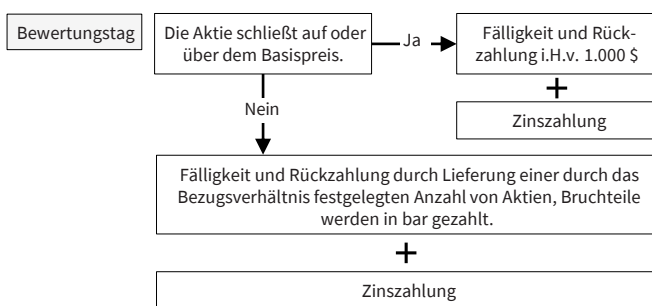 Bewertungstag
Die Aktie schließt auf oder
über dem Basispreis.
Ja
Fälligkeit und Rück-
zahlung i.H.v. 1.000 $
+
Zinszahlung
Nein
Fälligkeit und Rückzahlung durch Lieferung einer durch das
Bezugsverhältnis festgelegten Anzahl von Aktien, Bruchteile
werden in bar gezahlt.
+
Zinszahlung